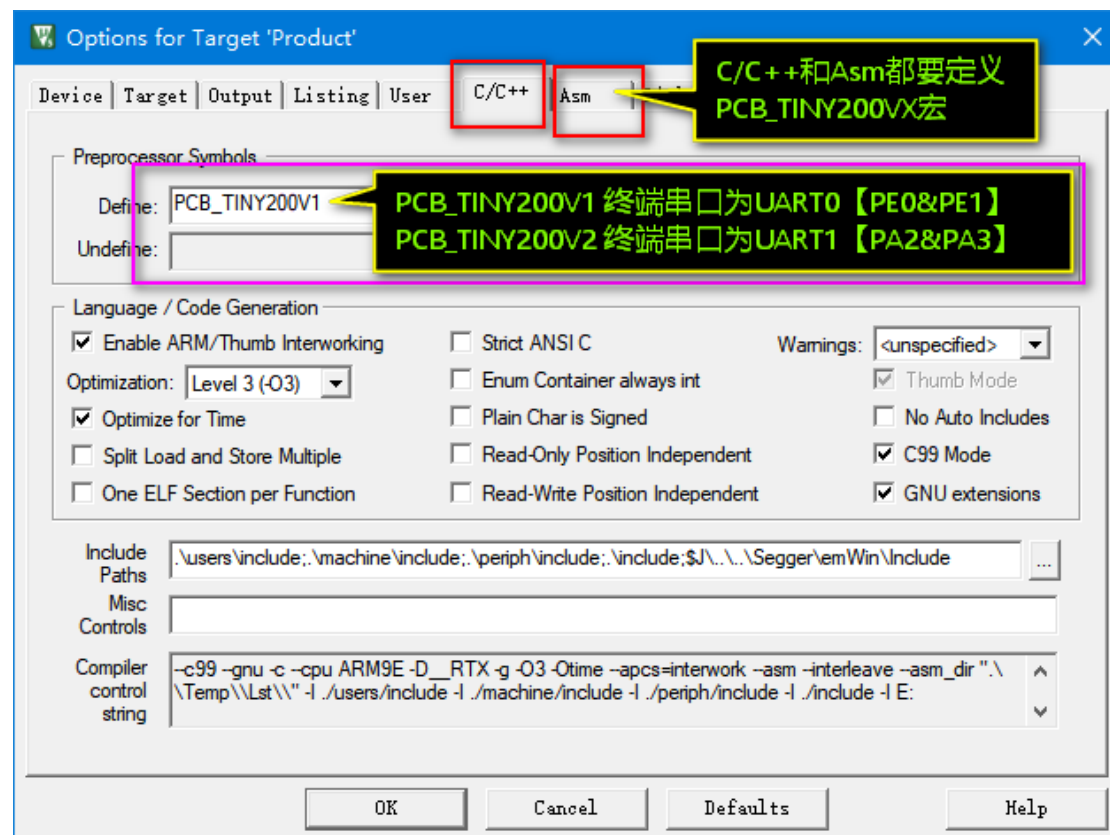 Options for Target 'Product'
Device
Target
Output
Listing
User
C/C++
Asm
C/C++和Asm都要定义
PCB_TINY200VX宏
Preprocessor Symbols
Define: PCB_TINY200V1
PCB_TINY200V1 终端串口为UART0【PE0&PE1】
PCB_TINY200V2 终端串口为UART1【PA2&PA3】
Undefine:
Language / Code Generation
Enable ARM/Thumb Interworking
Strict ANSI C
Warnings: <unspecified>
Optimization: Level 3 (-O3)
Enum Container always int
Thumb Mode
Optimize for Time
Plain Char is Signed
No Auto Includes
Split Load and Store Multiple
Read-Only Position Independent
C99 Mode
One ELF Section per Function
Read-Write Position Independent
GNU extensions
Include
Paths
.\users\include;.\machine\include;.\periph\include;.\include;$J\..\..\Segger\emWin\Include
...
Misc
Controls
Compiler
control
string
--c99 --gnu -c --cpu ARM9E -D__RTX -g -O3 -Otime --apcs=interwork --asm --interleave --asm_dir ".\
\Temp\\Lst\\" -I ./users/include -I ./machine/include -I ./periph/include -I ./include -I E:
OK
Cancel
Defaults
Help